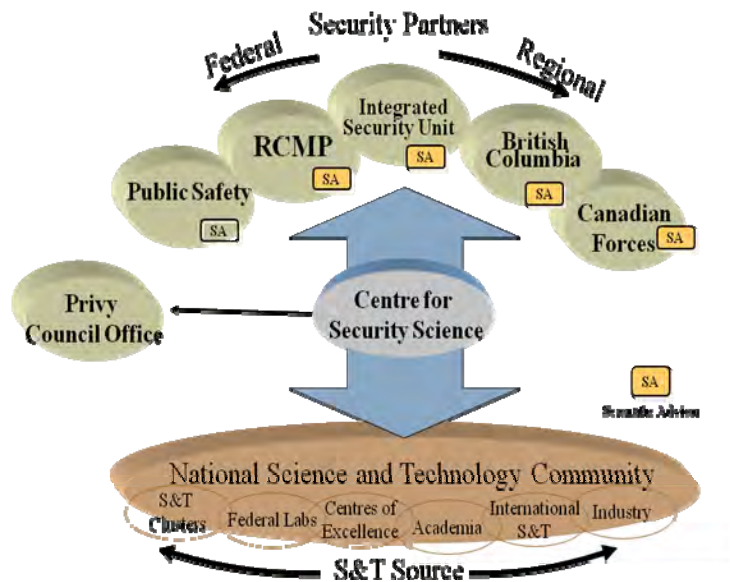 Security Partners
Federal
Regional
Integrated
Security Unit
SA
RCMP
SA
British
Columbia
SA
Public Safety
SA
Canadian
Forces
SA
Privy
Council Office
Centre for
Security Science
SA
Scientific Advisor
National Science and Technology Community
S&T
Clusters
Federal Labs
Centres of
Excellence
Academia
International
S&T
Industry
S&T Source